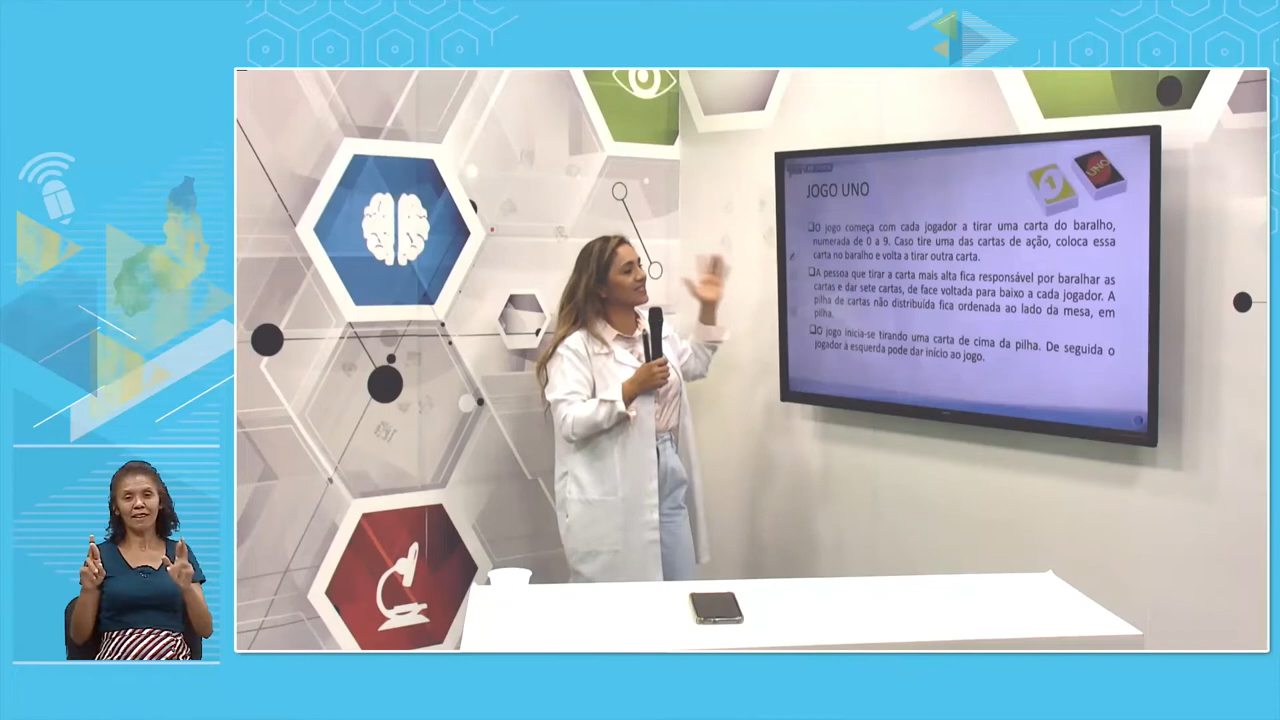 JOGO UNO
1
UNO
❑O jogo começa com cada jogador a tirar uma carta do baralho,
numerada de 0 a 9. Caso tire uma das cartas de ação, coloca essa
carta no baralho e volta a tirar outra carta.
❑A pessoa que tirar a carta mais alta fica responsável por baralhar as
cartas e dar sete cartas, de face voltada para baixo a cada jogador. A
pilha de cartas não distribuída fica ordenada ao lado da mesa, em
pilha.
❑O jogo inicia-se tirando uma carta de cima da pilha. De seguida o
jogador à esquerda pode dar início ao jogo.